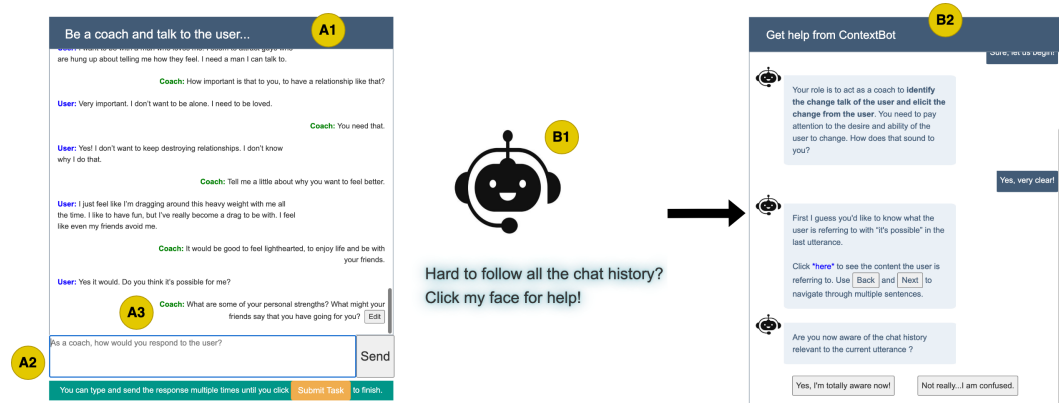 Be a coach and talk to the user...
A1
User: I want to be with a man who loves me. I seem to attract guys who
are hung up about telling me how they feel. I need a man I can talk to.
Coach: How important is that to you, to have a relationship like that?
User: Very important. I don't want to be alone. I need to be loved.
Coach: You need that.
User: Yes! I don't want to keep destroying relationships. I don't know
why I do that.
Coach: Tell me a little about why you want to feel better.
User: I just feel like I'm dragging around this heavy weight with me all
the time. I like to have fun, but I've really become a drag to be with. I feel
like even my friends avoid me.
Coach: It would be good to feel lighthearted, to enjoy life and be with
your friends.
User: Yes it would. Do you think it's possible for me?
A3
Coach: What are some of your personal strengths? What might your
friends say that you have going for you? Edit
A2
As a coach, how would you respond to the user?
Send
You can type and send the response multiple times until you click Submit Task to finish.
B1
Hard to follow all the chat history?
Click my face for help!
B2
Get help from ContextBot
Sure, let us begin!
Your role is to act as a coach to identify
the change talk of the user and elicit the
change from the user. You need to pay
attention to the desire and ability of the
user to change. How does that sound to
you?
Yes, very clear!
First I guess you'd like to know what the
user is referring to with "it's possible" in the
last utterance.
Click "here" to see the content the user is
referring to. Use Back and Next to
navigate through multiple sentences.
Are you now aware of the chat history
relevant to the current utterance ?
Yes, I'm totally aware now!
Not really...I am confused.